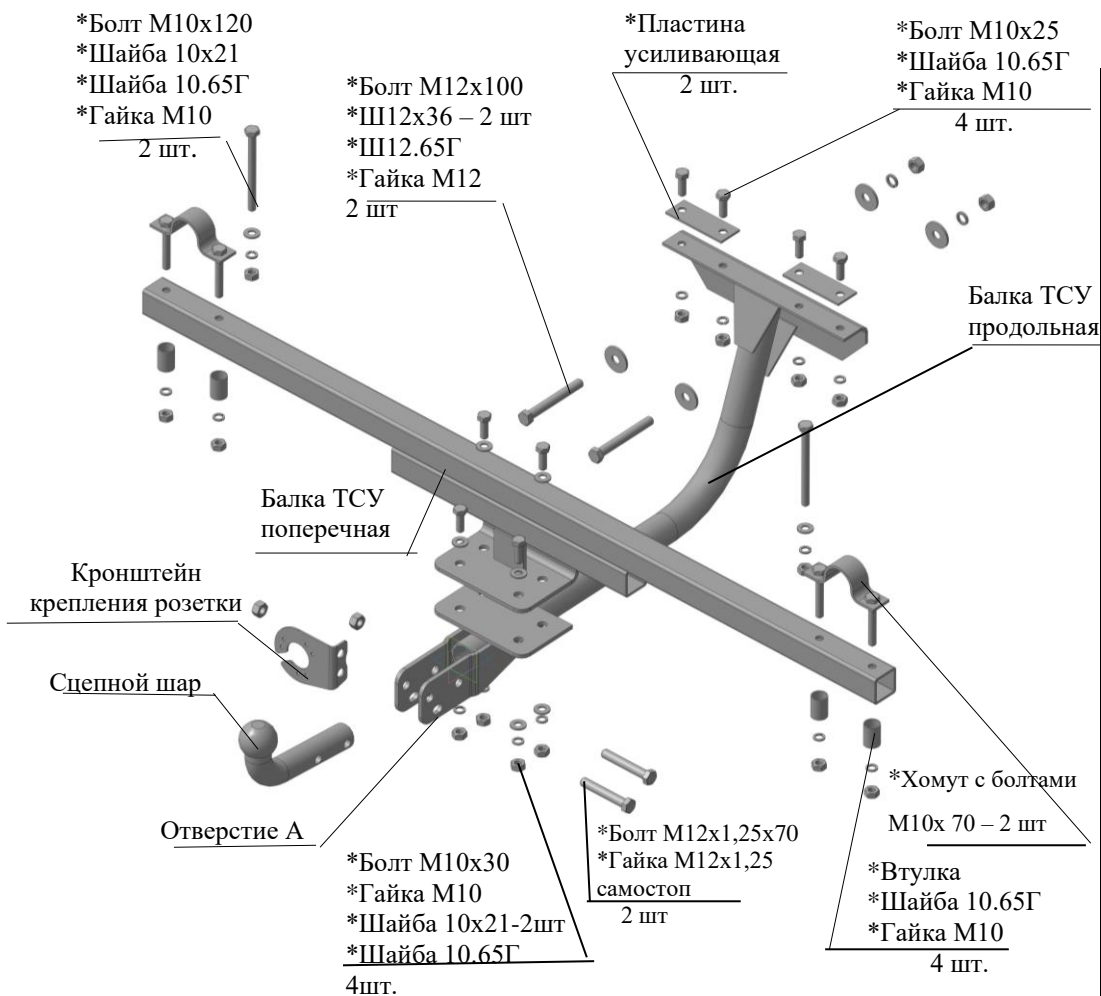 *Болт М10х120
*Шайба 10х21
*Шайба 10.65Г
*Гайка М10
2 шт.
*Болт М12х100
*Ш12х36 – 2 шт
*Ш12.65Г
*Гайка М12
2 шт
*Пластина
усиливающая
2 шт.
*Болт М10х25
*Шайба 10.65Г
*Гайка М10
4 шт.
Балка ТСУ
продольная
Балка ТСУ
поперечная
Кронштейн
крепления розетки
Сцепной шар
Отверстие А
*Болт М10х30
*Гайка М10
*Шайба 10х21-2шт
*Шайба 10.65Г
4шт.
*Болт М12х1,25х70
*Гайка М12х1,25
самостоп
2 шт
*Хомут с болтами
М10х 70 – 2 шт
*Втулка
*Шайба 10.65Г
*Гайка М10
4 шт.